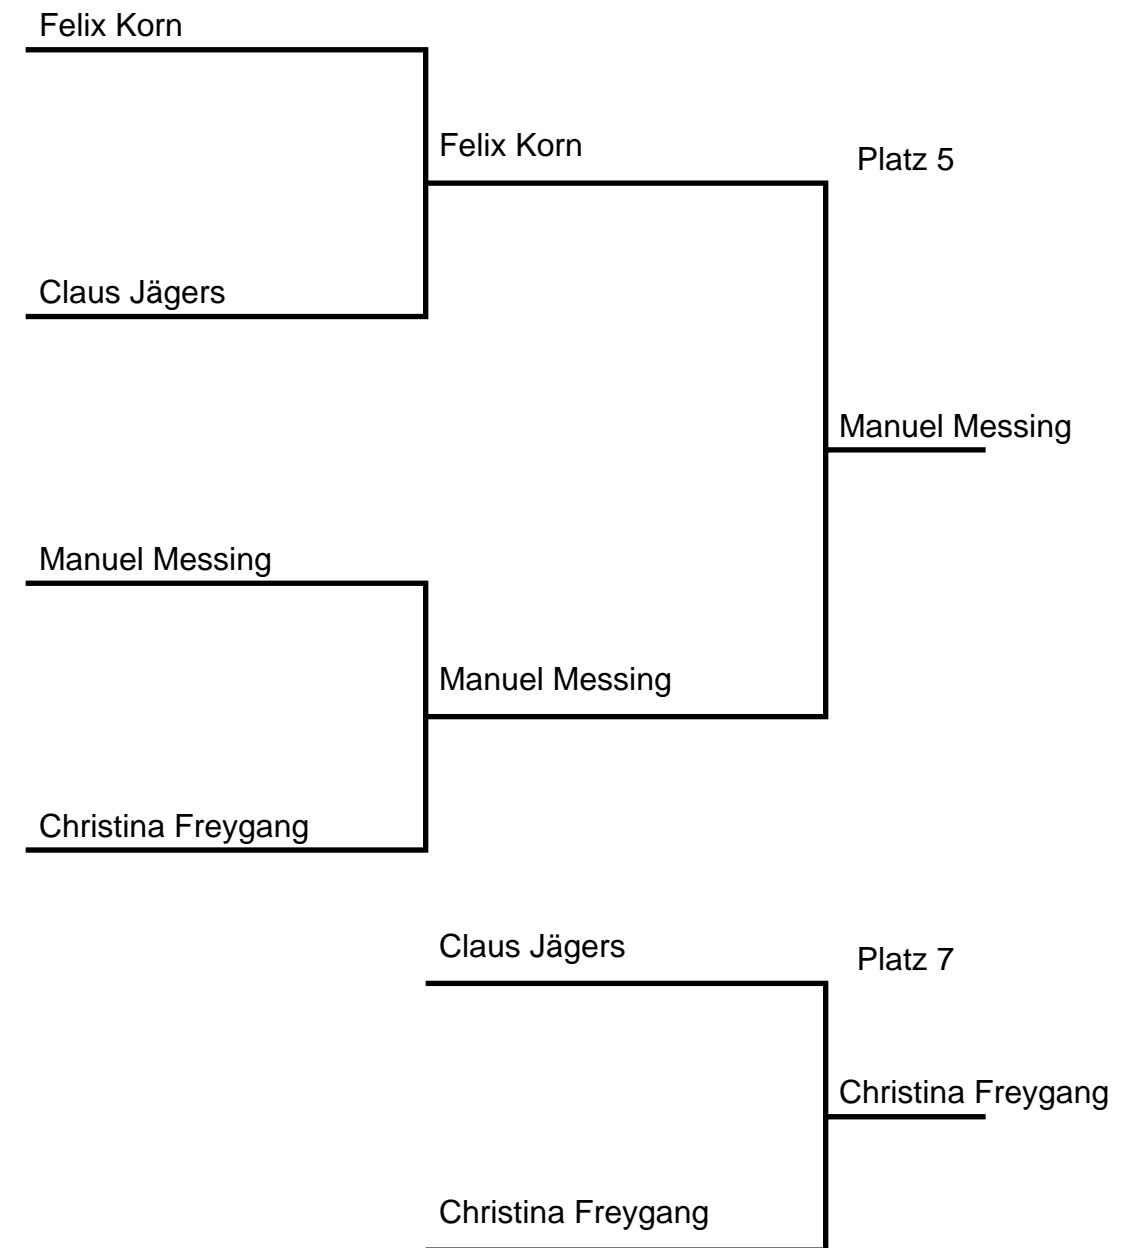 Felix Korn
Felix Korn
Platz 5
Claus Jägers
Manuel Messing
Manuel Messing
Manuel Messing
Christina Freygang
Claus Jägers
Platz 7
Christina Freygang
Christina Freygang